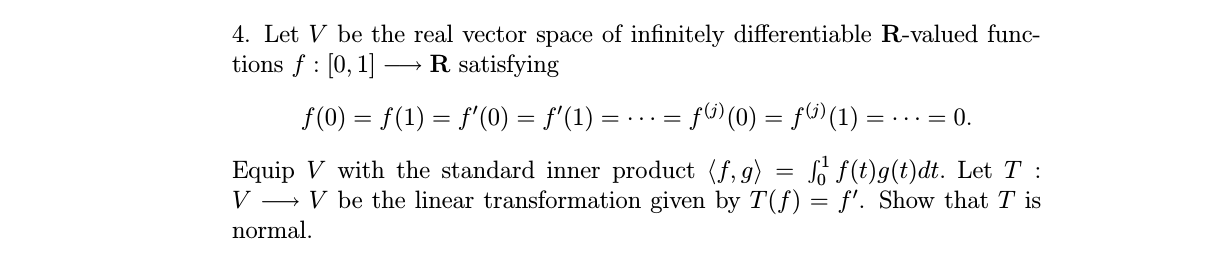 4. Let V be the real vector space of infinitely differentiable R-valued func-
tions f : [0, 1] ⟶ R satisfying
f(0) = f(1) = f′(0) = f′(1) = ··· = f⁽ʲ⁾(0) = f⁽ʲ⁾(1) = ··· = 0.
Equip V with the standard inner product ⟨f, g⟩ = ∫₀¹ f(t)g(t)dt. Let T :
V ⟶ V be the linear transformation given by T(f) = f′. Show that T is
normal.